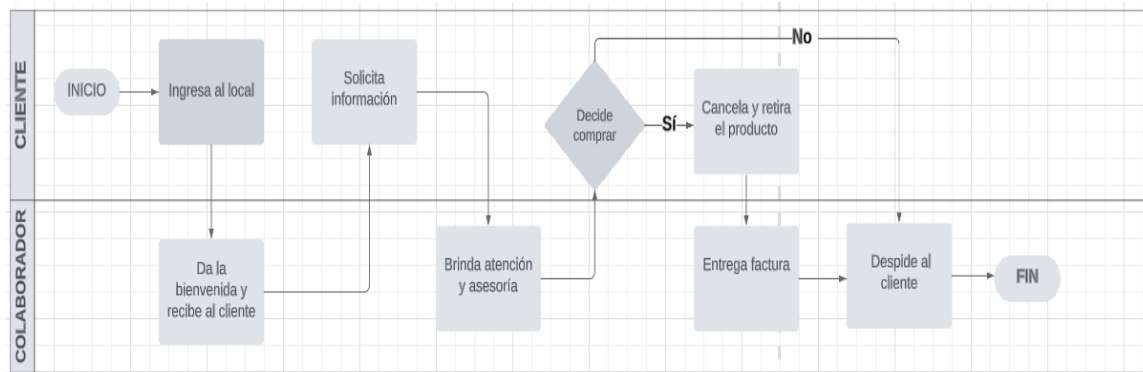 CLIENTE
INICIO
Ingresa al local
Solicita
información
Decide
comprar
Sí
No
Cancela y retira
el producto
COLABORADOR
Da la
bienvenida y
recibe al cliente
Brinda atención
y asesoría
Entrega factura
Despide al
cliente
FIN